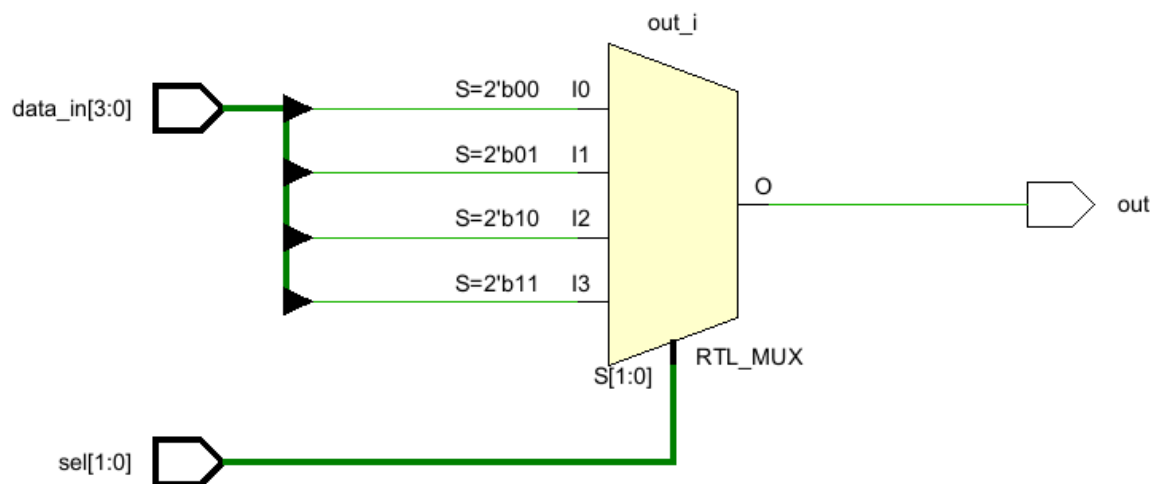 out_i
data_in[3:0]
S=2'b00 I0
S=2'b01 I1
S=2'b10 I2
S=2'b11 I3
O
out
RTL_MUX
S[1:0]
sel[1:0]